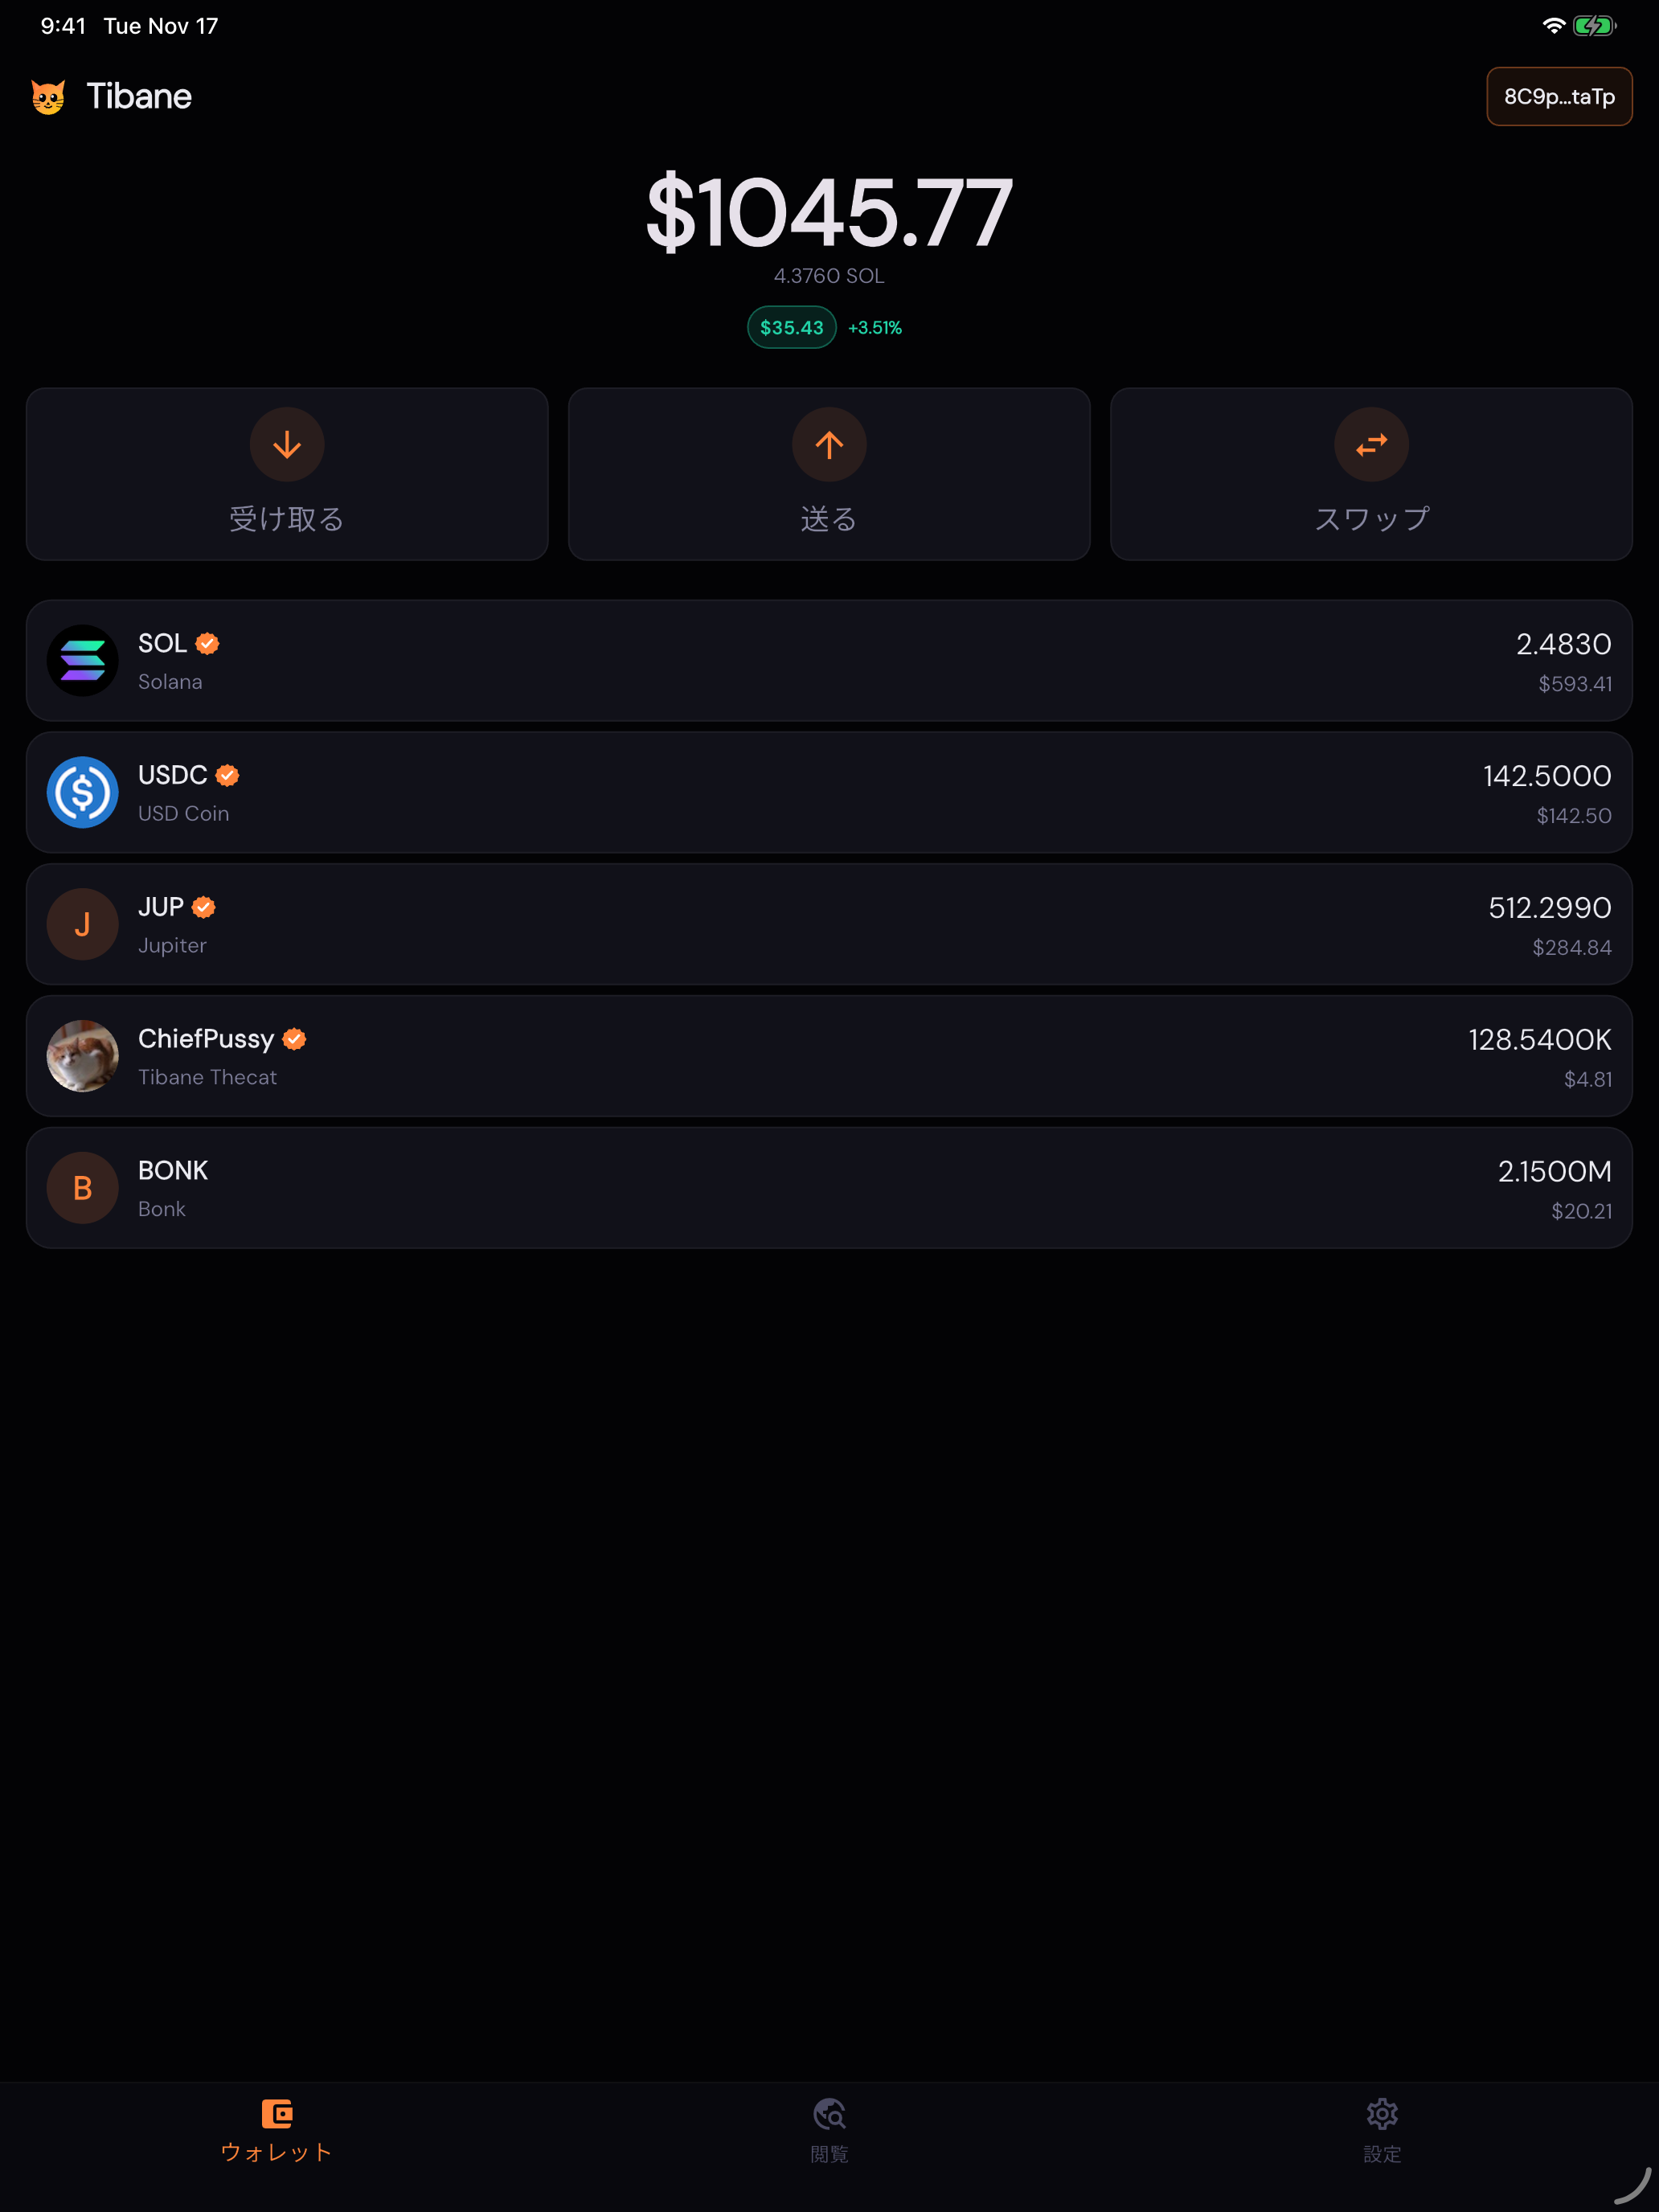 9:41 Tue Nov 17
Tibane
8C9p...taTp
$1045.77
4.3760 SOL
$35.43 +3.51%
受け取る
送る
スワップ
SOL
Solana
2.4830
$593.41
USDC
USD Coin
142.5000
$142.50
J
JUP
Jupiter
512.2990
$284.84
ChiefPussy
Tibane Thecat
128.5400K
$4.81
B
BONK
Bonk
2.1500M
$20.21
ウォレット
閲覧
設定